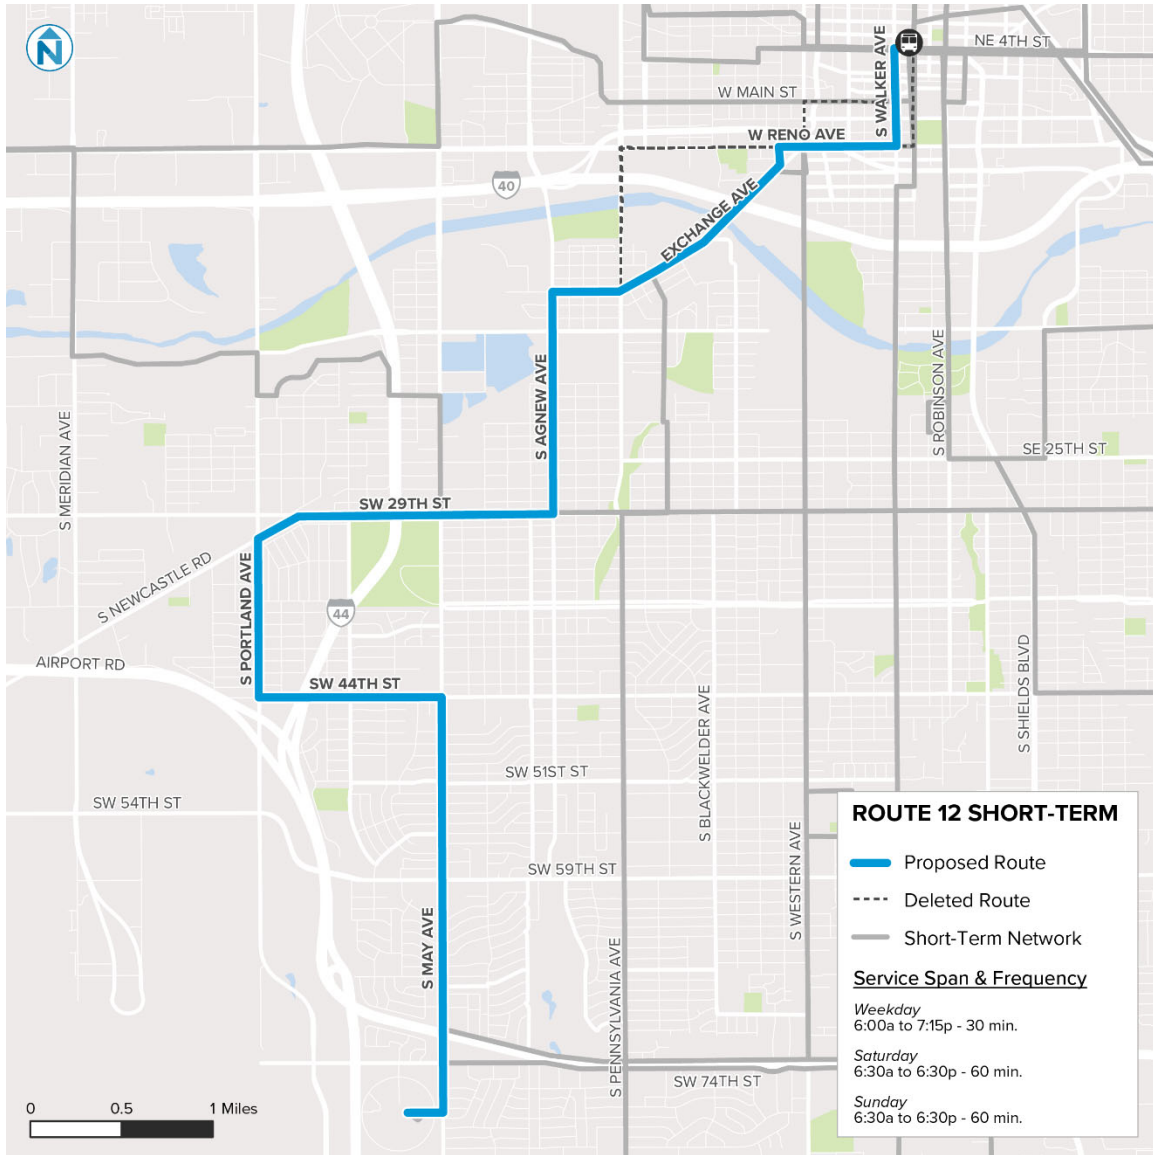 N
NE 4TH ST
S WALKER AVE
W MAIN ST
W RENO AVE
40
EXCHANGE AVE
S AGNEW AVE
S ROBINSON AVE
S MERIDIAN AVE
SE 25TH ST
SW 29TH ST
S NEWCASTLE RD
S PORTLAND AVE
44
AIRPORT RD
SW 44TH ST
S SHIELDS BLVD
S BLACKWELDER AVE
SW 51ST ST
SW 54TH ST
SW 59TH ST
S WESTERN AVE
S MAY AVE
S PENNSYLVANIA AVE
SW 74TH ST
0 0.5 1 Miles
ROUTE 12 SHORT-TERM
Proposed Route
Deleted Route
Short-Term Network
Service Span & Frequency
Weekday
6:00a to 7:15p - 30 min.
Saturday
6:30a to 6:30p - 60 min.
Sunday
6:30a to 6:30p - 60 min.